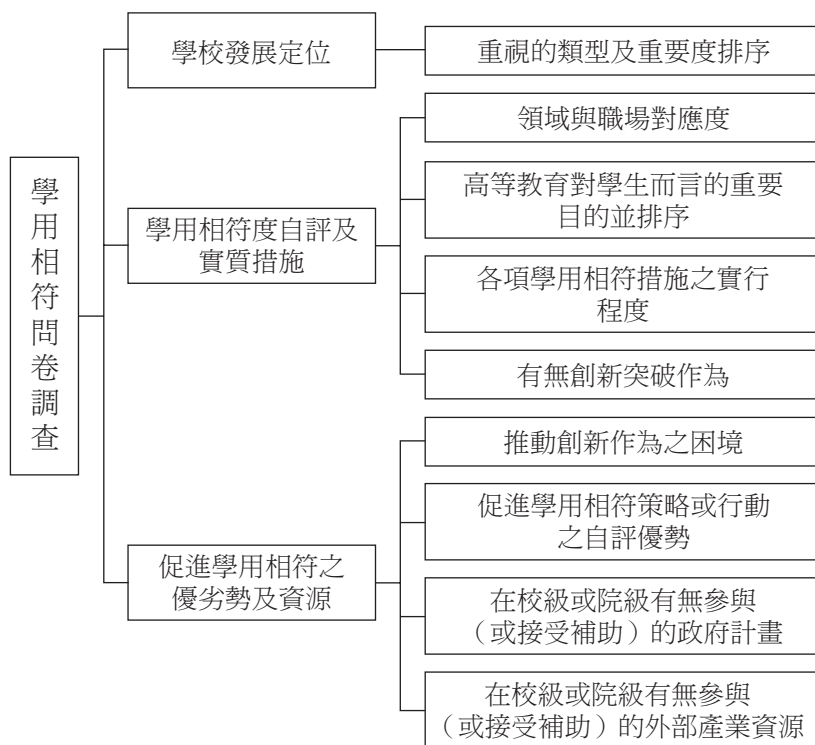 學用相符問卷調查
學校發展定位
重視的類型及重要度排序
學用相符度自評及
實質措施
領域與職場對應度
高等教育對學生而言的重要
目的並排序
各項學用相符措施之實行
程度
有無創新突破作為
促進學用相符之
優劣勢及資源
推動創新作為之困境
促進學用相符策略或行動
之自評優勢
在校級或院級有無參與
（或接受補助）的政府計畫
在校級或院級有無參與
（或接受補助）的外部產業資源